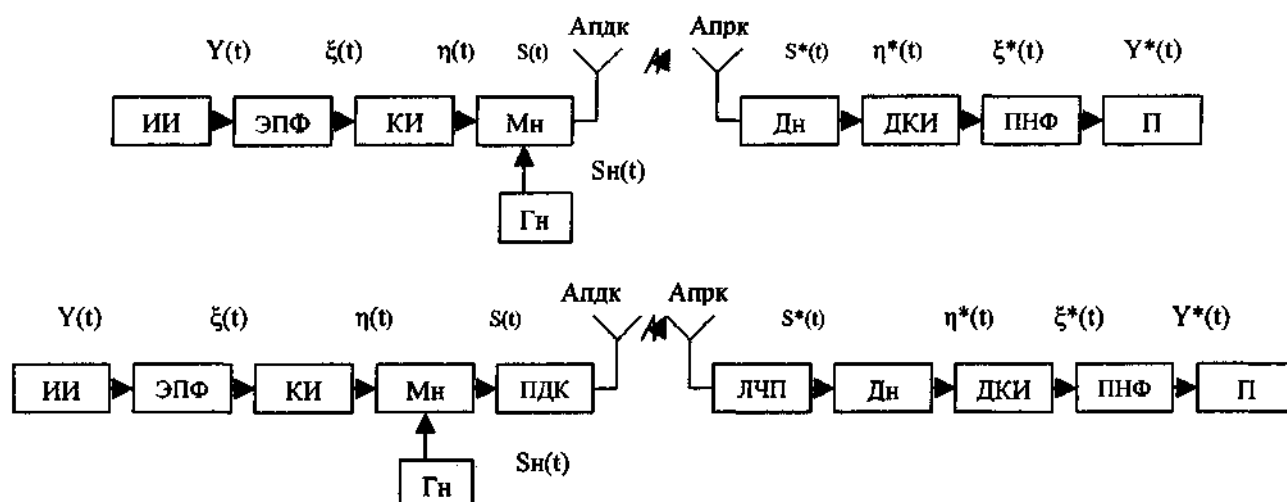 Апдк Апрк
Y(t) ξ(t) η(t) S(t) S*(t) η*(t) ξ*(t) Y*(t)
ИИ ЭПФ КИ Мн Дн ДКИ ПНФ П
Sн(t)
Гн
Апдк Апрк
Y(t) ξ(t) η(t) S(t) S*(t) η*(t) ξ*(t) Y*(t)
ИИ ЭПФ КИ Мн ПДК ЛЧП Дн ДКИ ПНФ П
Sн(t)
Гн